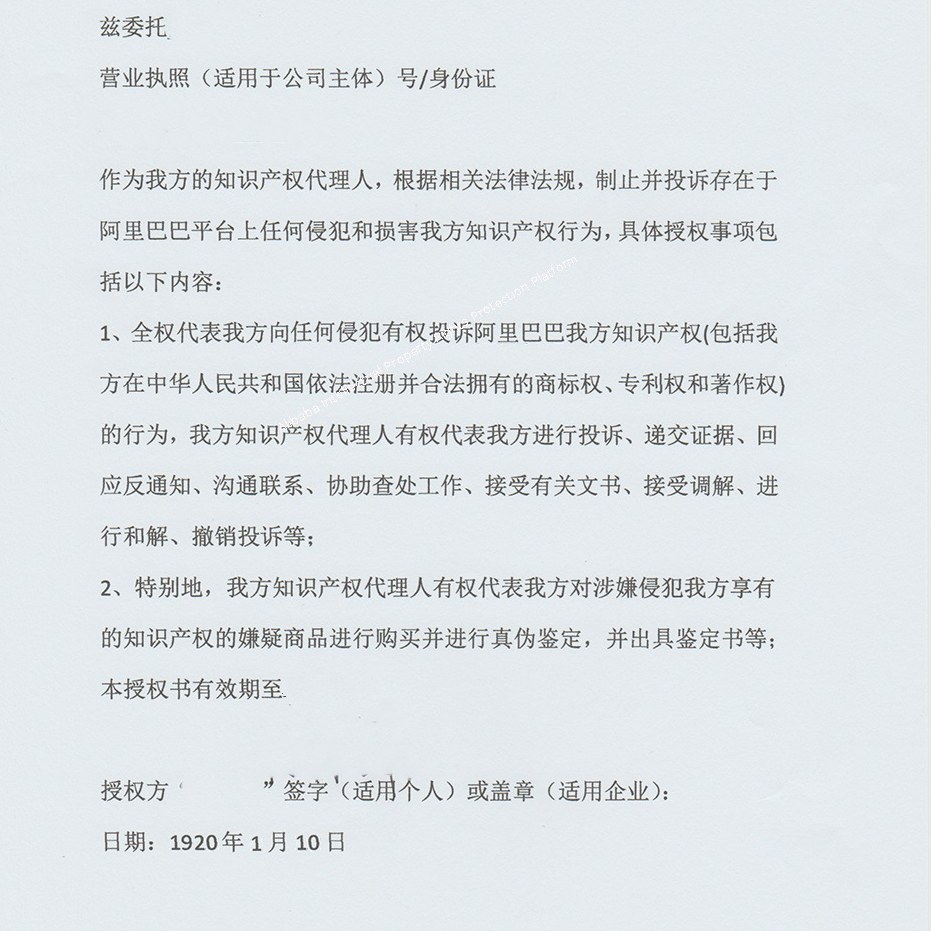 兹委托
营业执照（适用于公司主体）号/身份证
作为我方的知识产权代理人，根据相关法律法规，制止并投诉存在于
阿里巴巴平台上任何侵犯和损害我方知识产权行为，具体授权事项包
括以下内容：
1、全权代表我方向任何侵犯有权投诉阿里巴巴我方知识产权(包括我
方在中华人民共和国依法注册并合法拥有的商标权、专利权和著作权)
的行为，我方知识产权代理人有权代表我方进行投诉、递交证据、回
应反通知、沟通联系、协助查处工作、接受有关文书、接受调解、进
行和解、撤销投诉等；
2、特别地，我方知识产权代理人有权代表我方对涉嫌侵犯我方享有
的知识产权的嫌疑商品进行购买并进行真伪鉴定，并出具鉴定书等；
本授权书有效期至
授权方 ”签字（适用个人）或盖章（适用企业）：
日期：1920年1月10日
Protection Platform